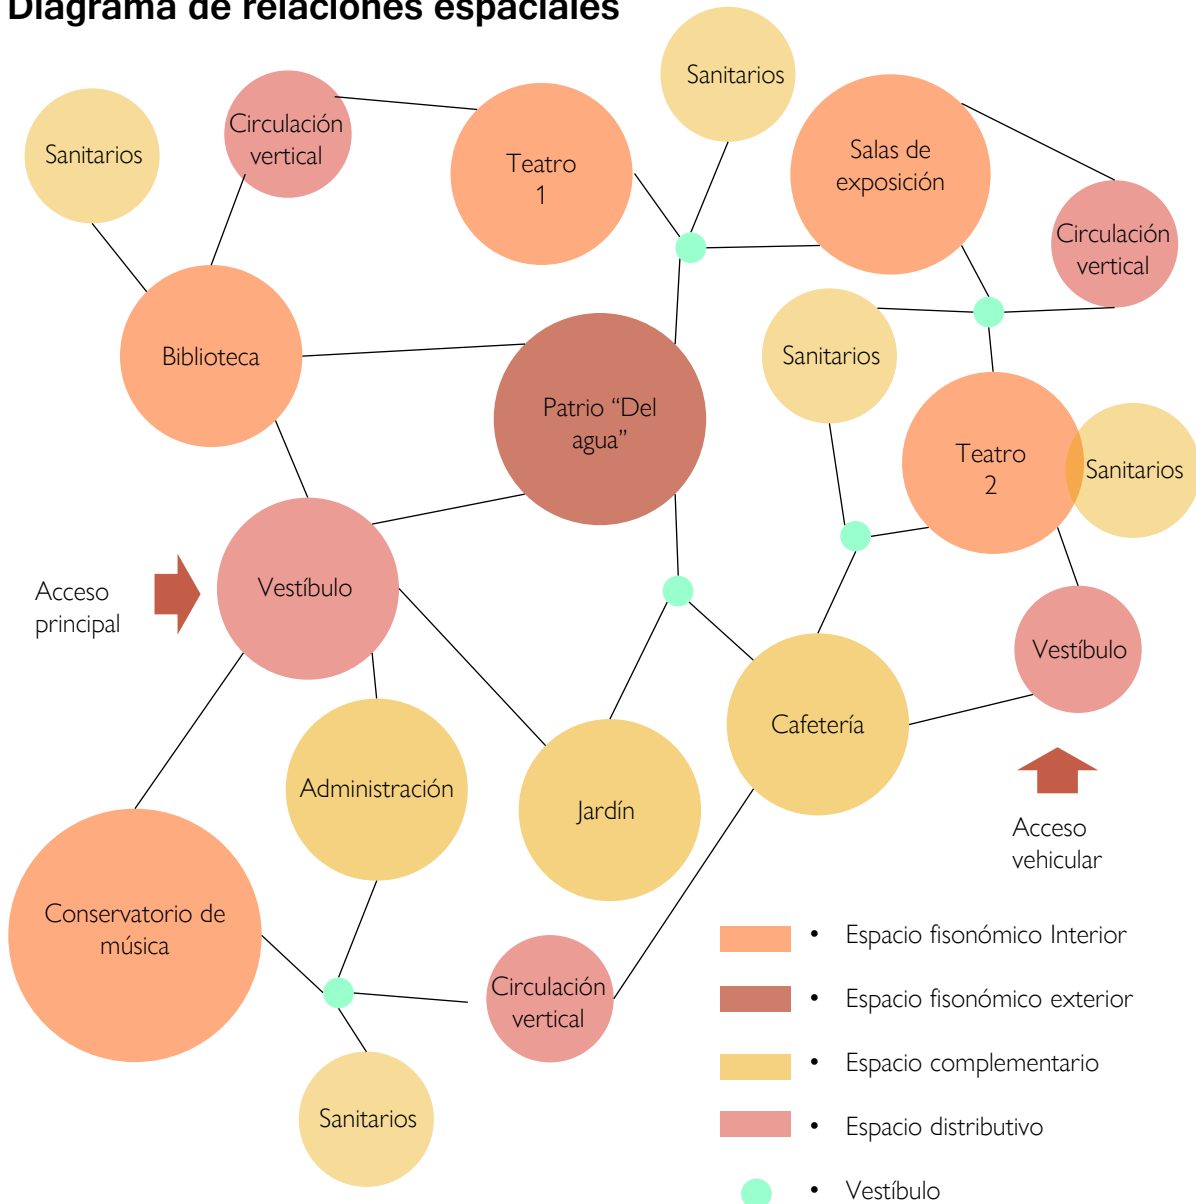 Diagrama de relaciones espaciales
Sanitarios
Sanitarios
Circulación
vertical
Teatro
1
Salas de
exposición
Circulación
vertical
Biblioteca
Sanitarios
Patrio “Del
agua”
Teatro
2
Sanitarios
Acceso
principal
Vestíbulo
Vestíbulo
Cafetería
Administración
Jardín
Acceso
vehicular
Conservatorio de
música
Circulación
vertical
Sanitarios
• Espacio fisonómico Interior
• Espacio fisonómico exterior
• Espacio complementario
• Espacio distributivo
• Vestíbulo